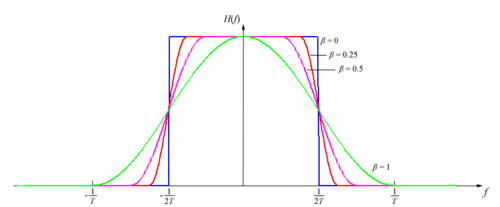 H(f)
β = 0
β = 0.25
β = 0.5
β = 1
-1/T
-1/2T
1/2T
1/T
f